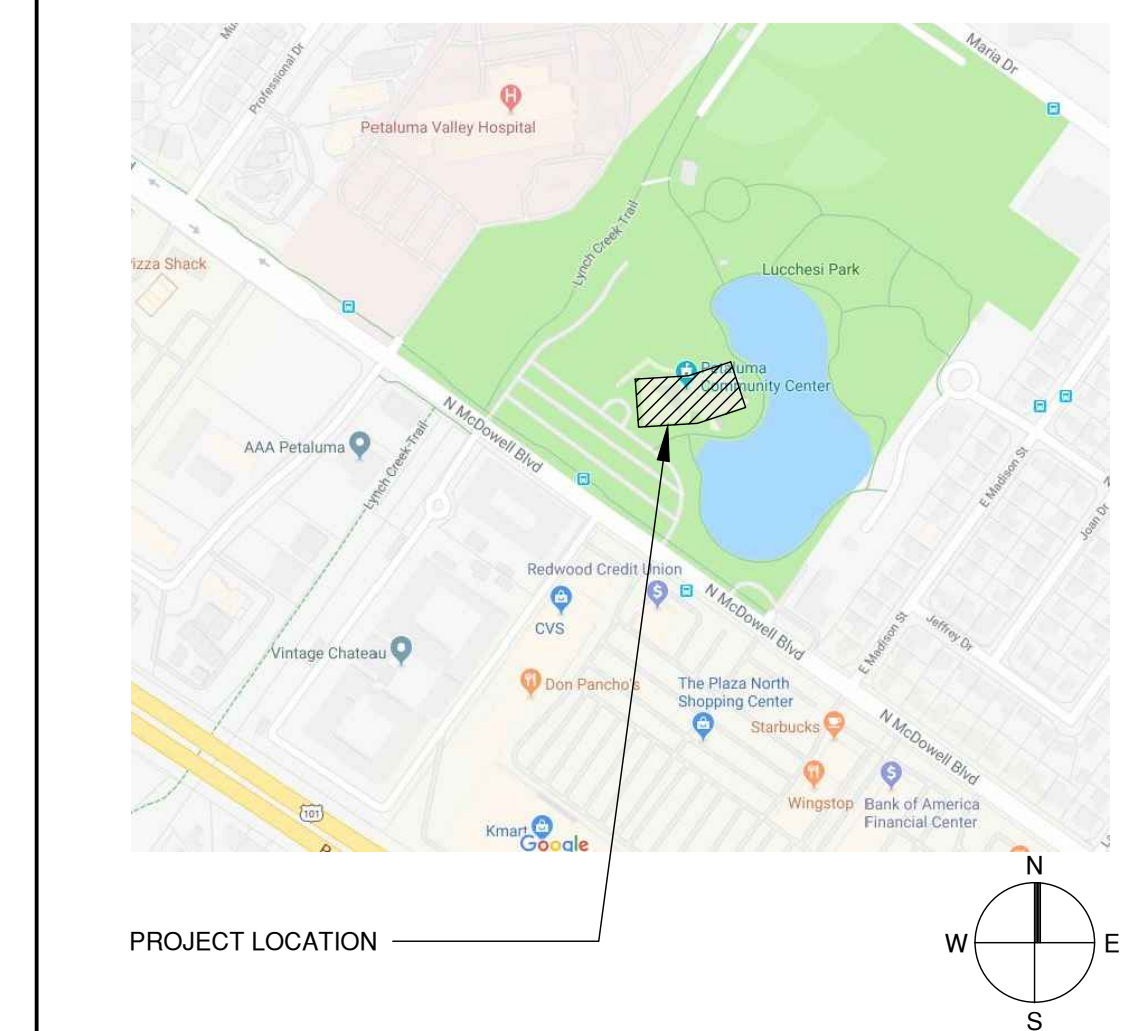 Maria Dr
Professional Dr
Petaluma Valley Hospital
H
Lynch Creek Trail
Lucchesi Park
izza Shack
Petaluma
Community Center
N McDowell Blvd
AAA Petaluma
Lynch Creek Trail
E Madison St
Joan Dr
Redwood Credit Union
$
CVS
N McDowell Blvd
E Madison St
Jeffrey Dr
Vintage Chateau
Don Pancho's
The Plaza North
Shopping Center
Starbucks
N McDowell Blvd
$
Wingstop
Bank of America
Financial Center
101
Kmart
Google
N
W
E
S
PROJECT LOCATION